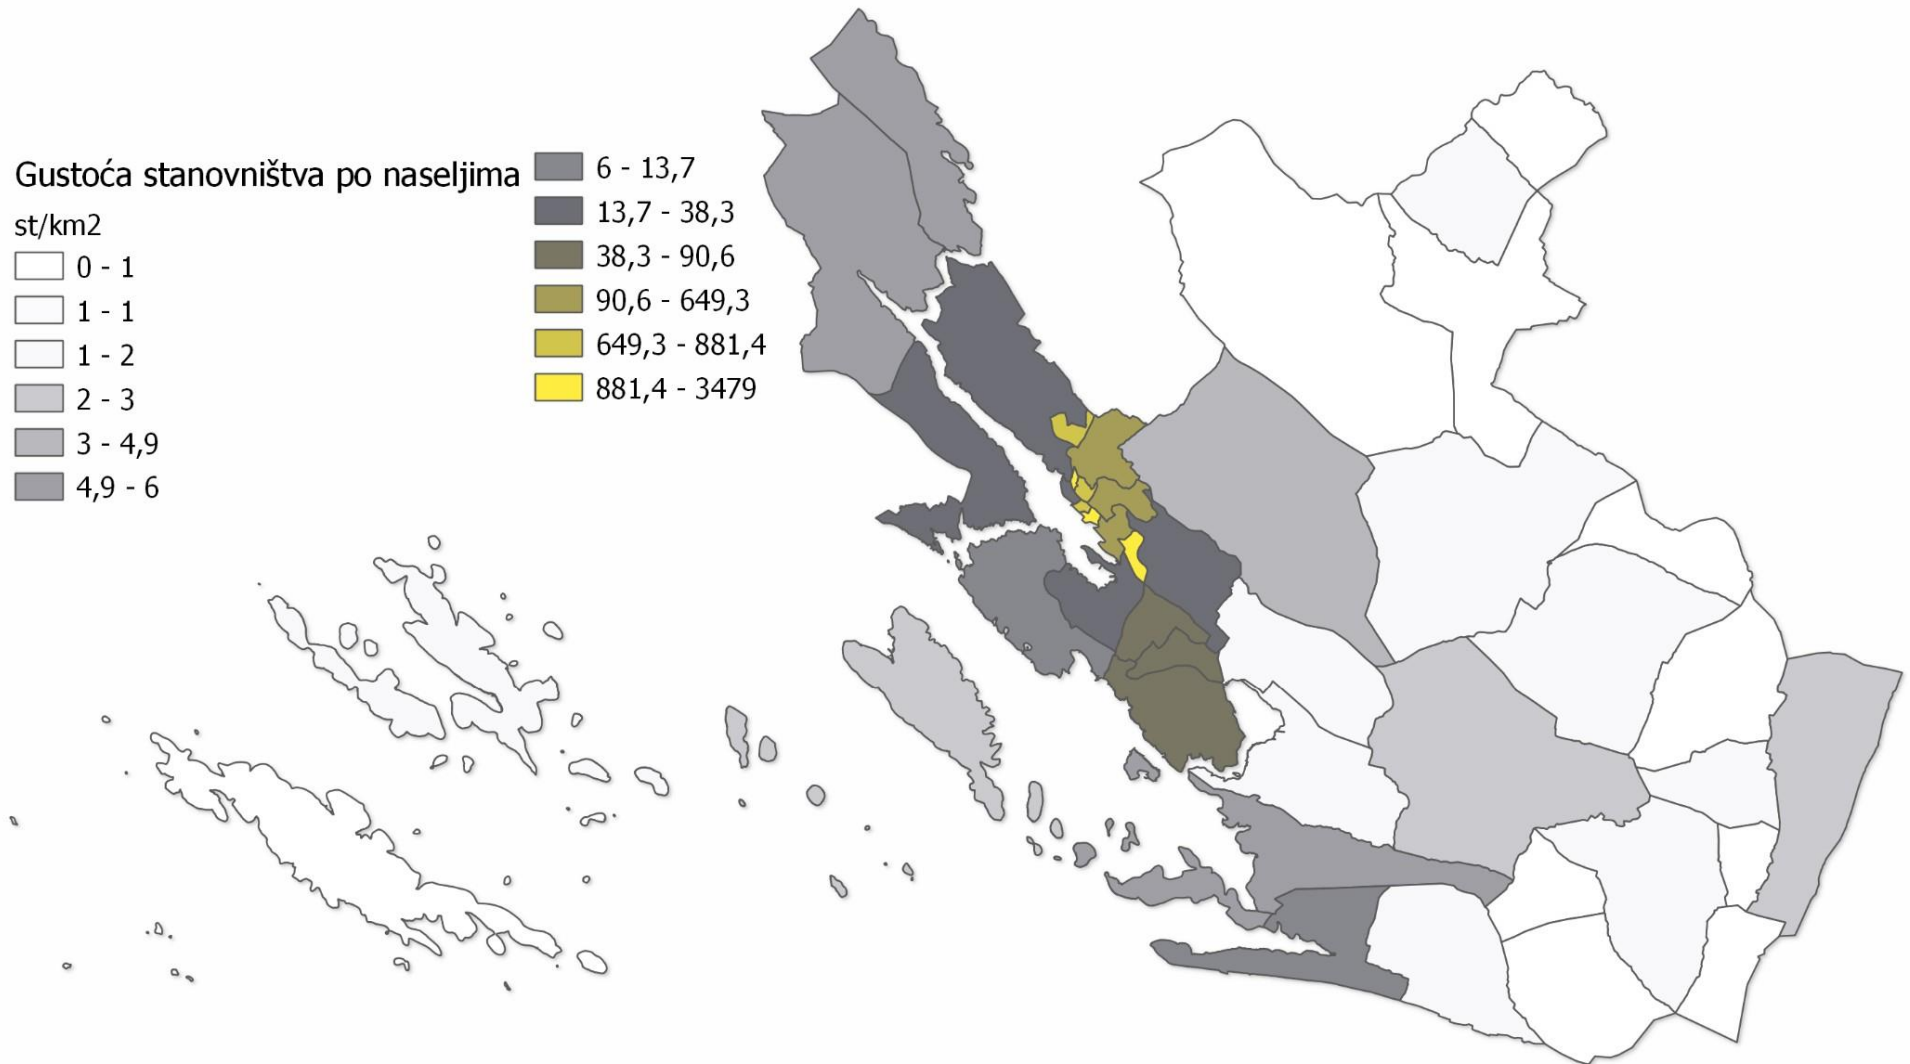 Gustoća stanovništva po naseljima
st/km2
0 - 1
1 - 1
1 - 2
2 - 3
3 - 4,9
4,9 - 6
6 - 13,7
13,7 - 38,3
38,3 - 90,6
90,6 - 649,3
649,3 - 881,4
881,4 - 3479